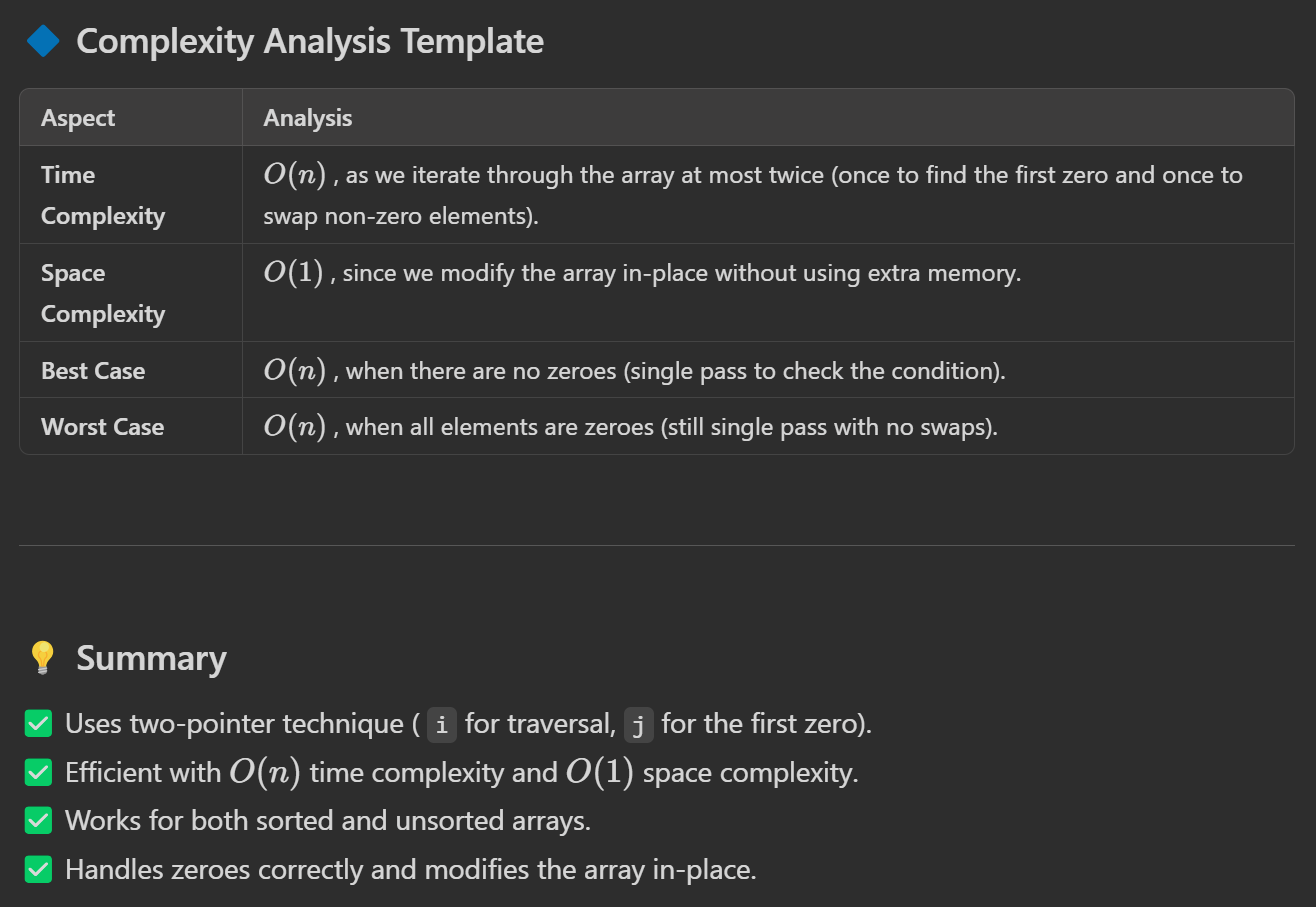 🔷 Complexity Analysis Template
Aspect Analysis
Time
Complexity
O(n) , as we iterate through the array at most twice (once to find the first zero and once to
swap non-zero elements).
Space
Complexity
O(1) , since we modify the array in-place without using extra memory.
Best Case O(n) , when there are no zeroes (single pass to check the condition).
Worst Case O(n) , when all elements are zeroes (still single pass with no swaps).
💡 Summary
✅ Uses two-pointer technique ( i for traversal, j for the first zero).
✅ Efficient with O(n) time complexity and O(1) space complexity.
✅ Works for both sorted and unsorted arrays.
✅ Handles zeroes correctly and modifies the array in-place.